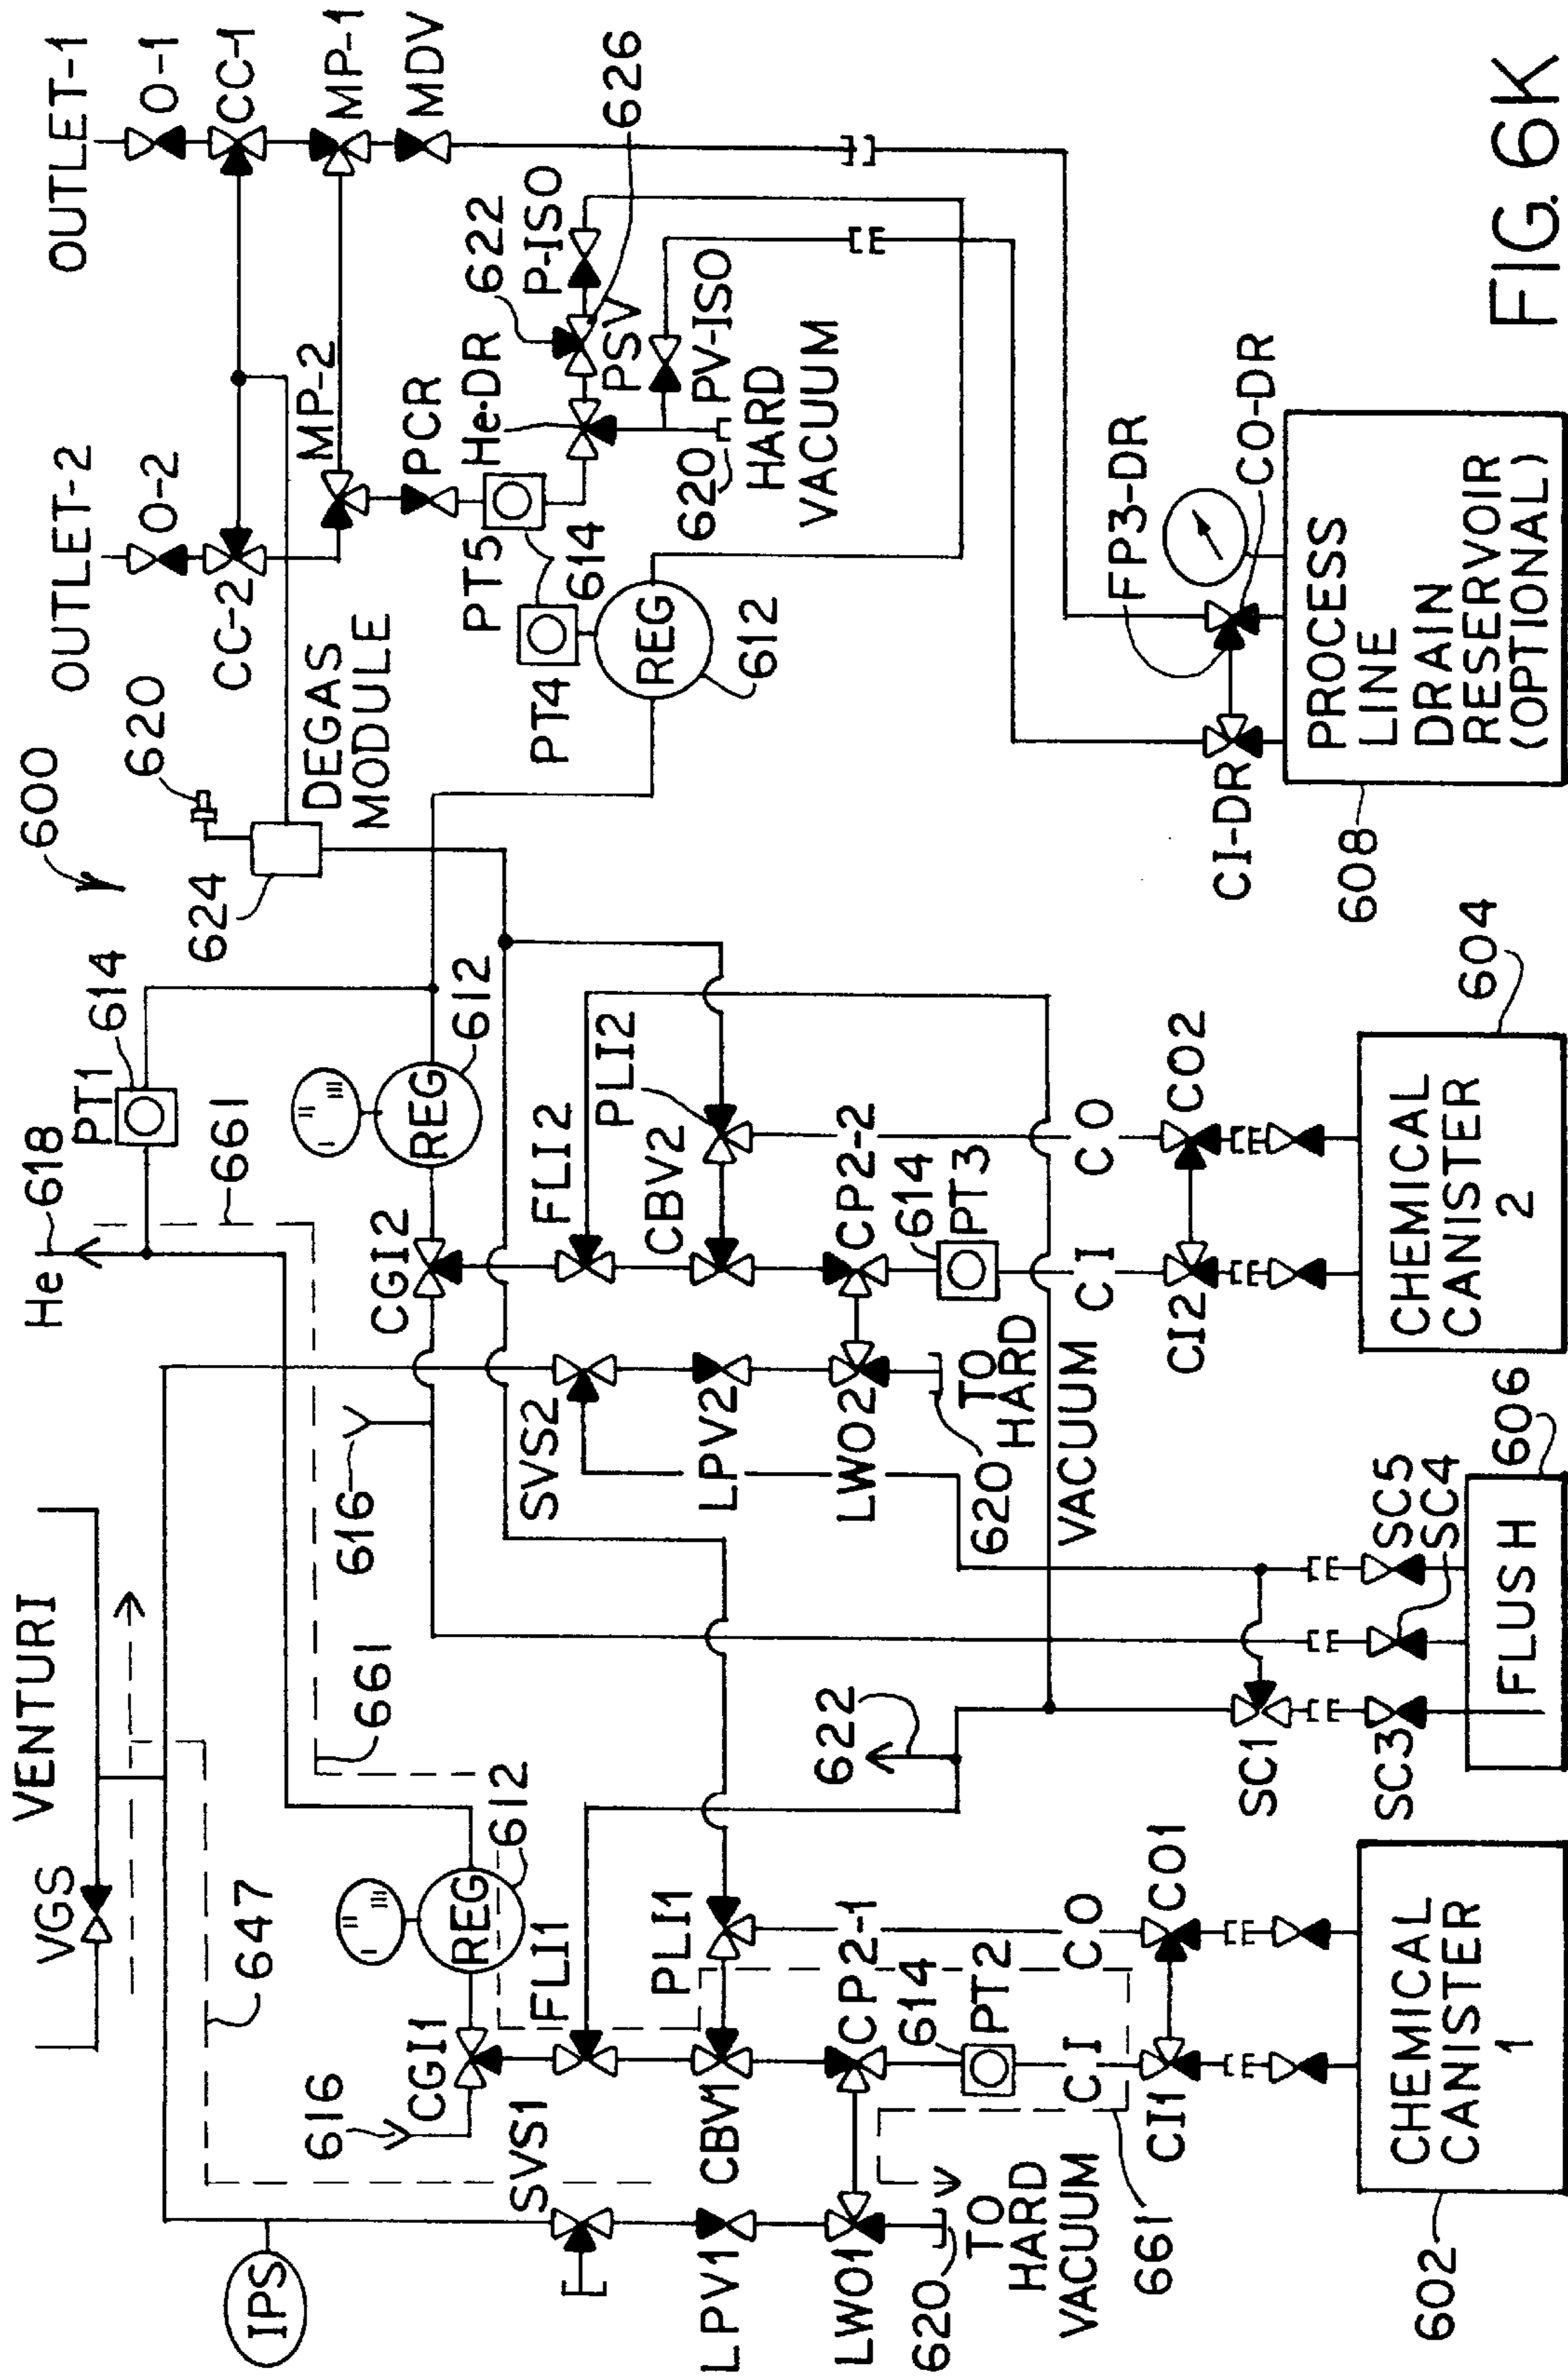 OUTLET-1
O-1
CC-1
MP-1
MDV
626
OUTLET-2
O-2
CC-2
MP-2
PCR
He-DR
622
P-ISO
PSV
PV-ISO
620
HARD
VACUUM
PT5
614
PT4
REG
612
620
600
DEGAS
MODULE
624
614
PT1
661
He
618
612
REG
CGI2
FLI2
PLI2
CBV2
CP2-2
614
PT3
CO
CI
CO2
CI2
604
CHEMICAL
CANISTER
2
FP3-DR
CO-DR
CI-DR
PROCESS
LINE
DRAIN
RESERVOIR
(OPTIONAL)
608
VENTURI
VGS
647
661
616
SVS2
LPV2
LWO2
620
TO
HARD
VACUUM
622
SC1
SC3
SC5
SC4
606
FLUSH
612
REG
616
CGI1
FLI1
SVS1
PLI1
CBV1
CP2-1
614
PT2
CO
CI
CO1
CI1
IPS
LPV1
LWO1
620
TO
HARD
VACUUM
661
602
CHEMICAL
CANISTER
1
FIG. 6K